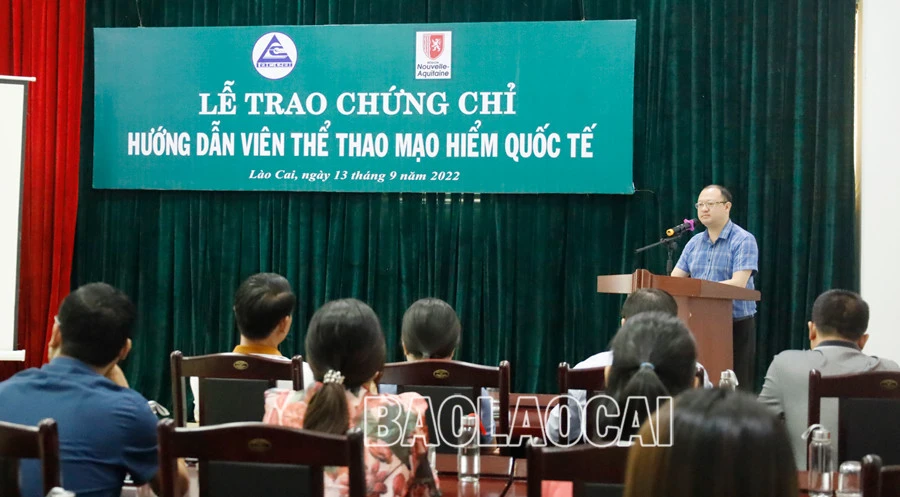 Nouvelle-
Aquitaine
LỄ TRAO CHỨNG CHỈ
HƯỚNG DẪN VIÊN THỂ THAO MẠO HIỂM QUỐC TẾ
Lào Cai, ngày 13 tháng 9 năm 2022
BAOLAOCAI